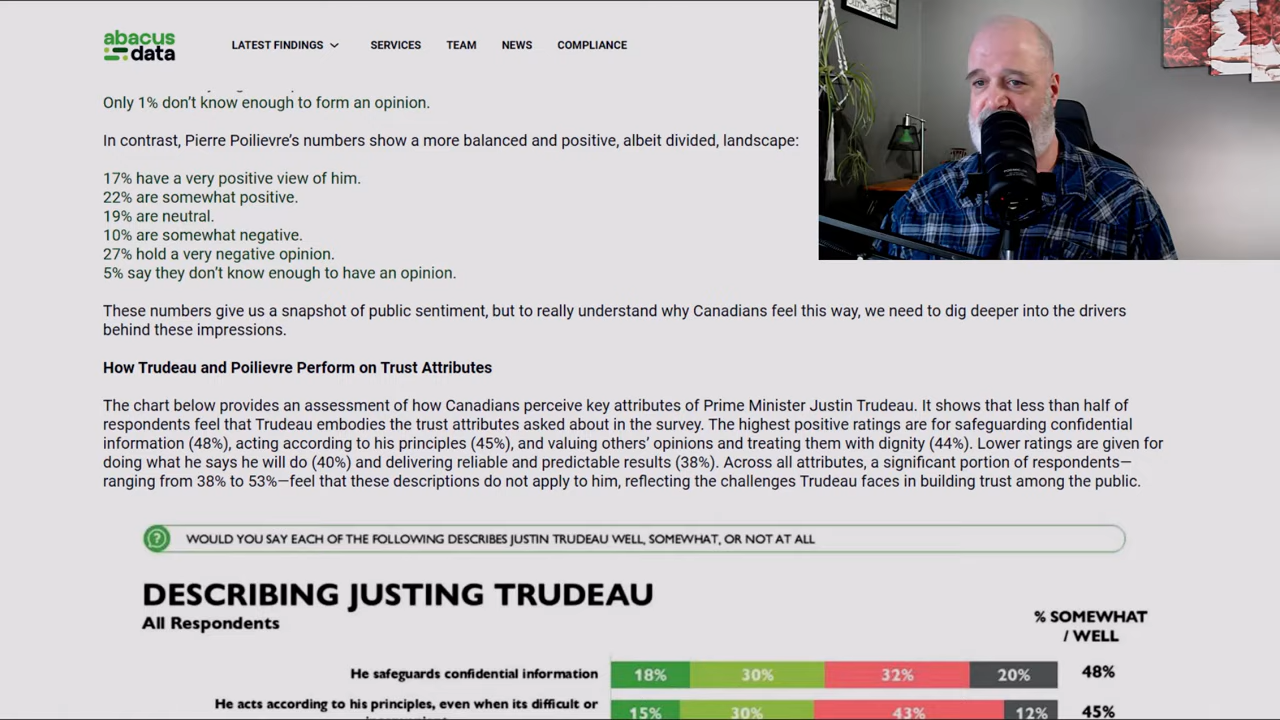 abacus
data
LATEST FINDINGS
SERVICES
TEAM
NEWS
COMPLIANCE
Only 1% don't know enough to form an opinion.
In contrast, Pierre Poilievre's numbers show a more balanced and positive, albeit divided, landscape:
17% have a very positive view of him.
22% are somewhat positive.
19% are neutral.
10% are somewhat negative.
27% hold a very negative opinion.
5% say they don't know enough to have an opinion.
These numbers give us a snapshot of public sentiment, but to really understand why Canadians feel this way, we need to dig deeper into the drivers
behind these impressions.
How Trudeau and Poilievre Perform on Trust Attributes
The chart below provides an assessment of how Canadians perceive key attributes of Prime Minister Justin Trudeau. It shows that less than half of
respondents feel that Trudeau embodies the trust attributes asked about in the survey. The highest positive ratings are for safeguarding confidential
information (48%), acting according to his principles (45%), and valuing others' opinions and treating them with dignity (44%). Lower ratings are given for
doing what he says he will do (40%) and delivering reliable and predictable results (38%). Across all attributes, a significant portion of respondents—
ranging from 38% to 53%—feel that these descriptions do not apply to him, reflecting the challenges Trudeau faces in building trust among the public.
WOULD YOU SAY EACH OF THE FOLLOWING DESCRIBES JUSTIN TRUDEAU WELL, SOMEWHAT, OR NOT AT ALL
DESCRIBING JUSTING TRUDEAU
All Respondents
% SOMEWHAT
/ WELL
He safeguards confidential information 18% 30% 32% 20% 48%
He acts according to his principles, even when its difficult or 15% 30% 43% 12% 45%